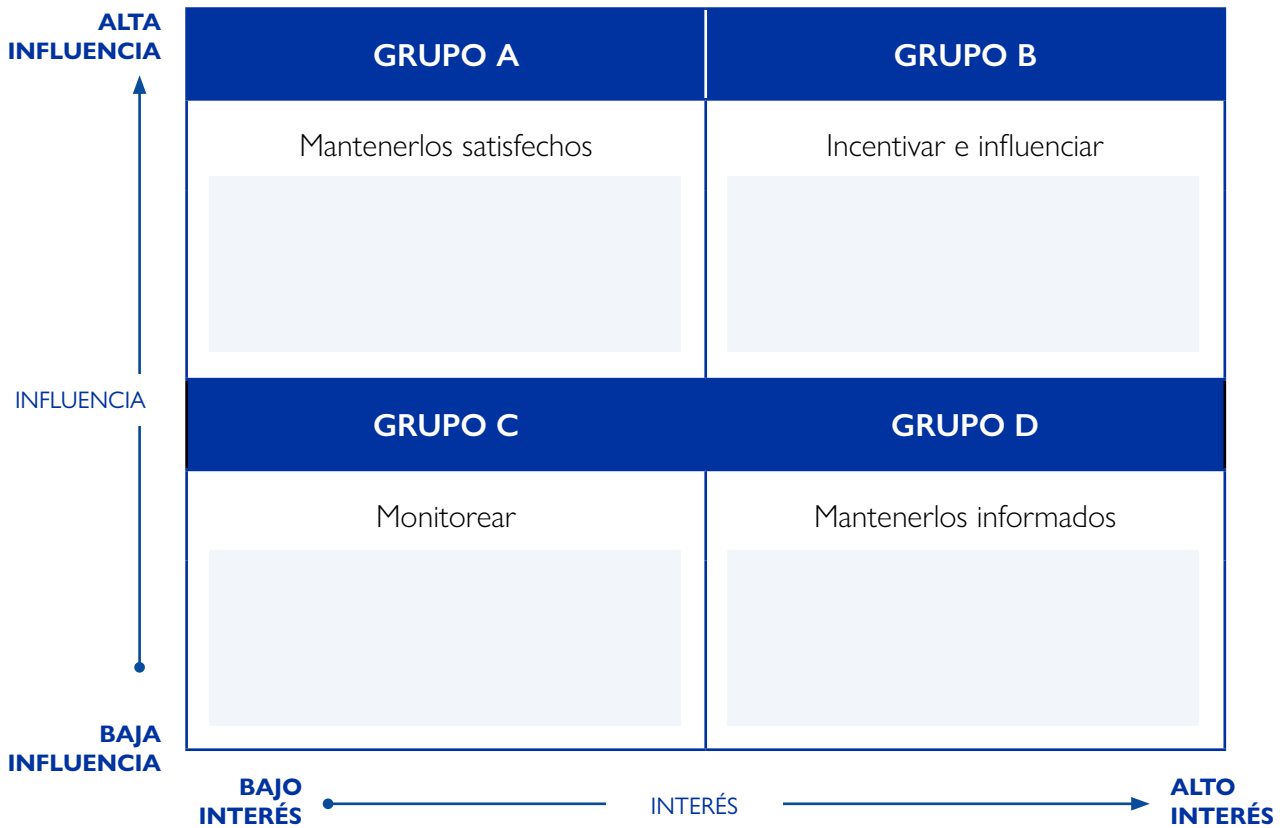 ALTA
INFLUENCIA
GRUPO A
GRUPO B
Mantenerlos satisfechos
Incentivar e influenciar
INFLUENCIA
GRUPO C
GRUPO D
Monitorear
Mantenerlos informados
BAJA
INFLUENCIA
BAJO
INTERÉS
INTERÉS
ALTO
INTERÉS